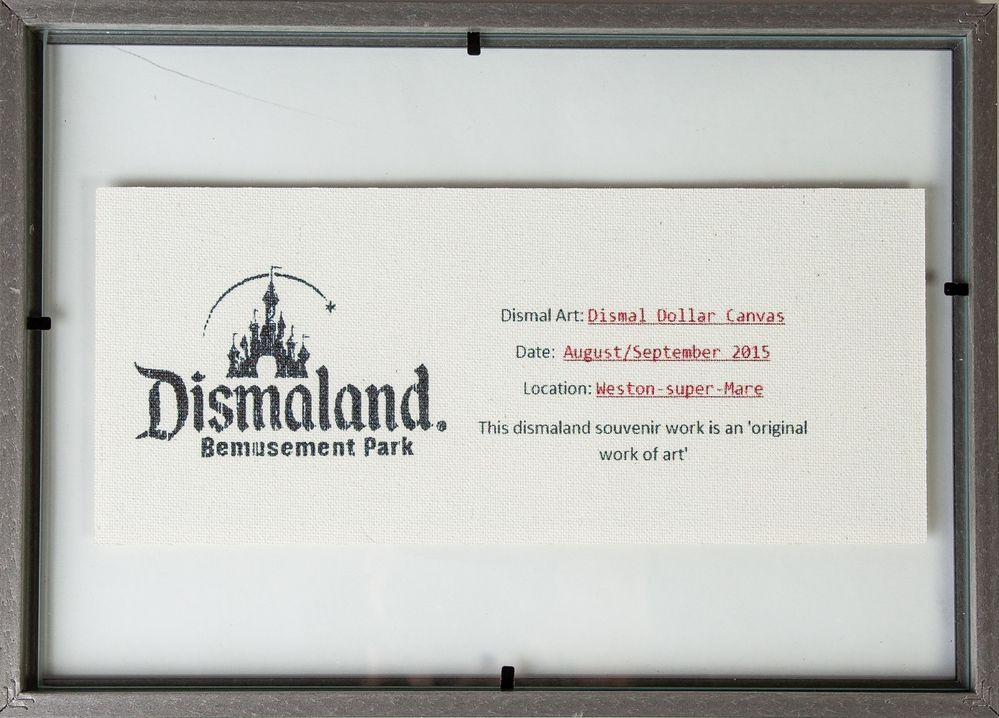 Dismaland.
Bemusement Park
Dismal Art: Dismal Dollar Canvas
Date: August/September 2015
Location: Weston-super-Mare
This dismaland souvenir work is an 'original
work of art'